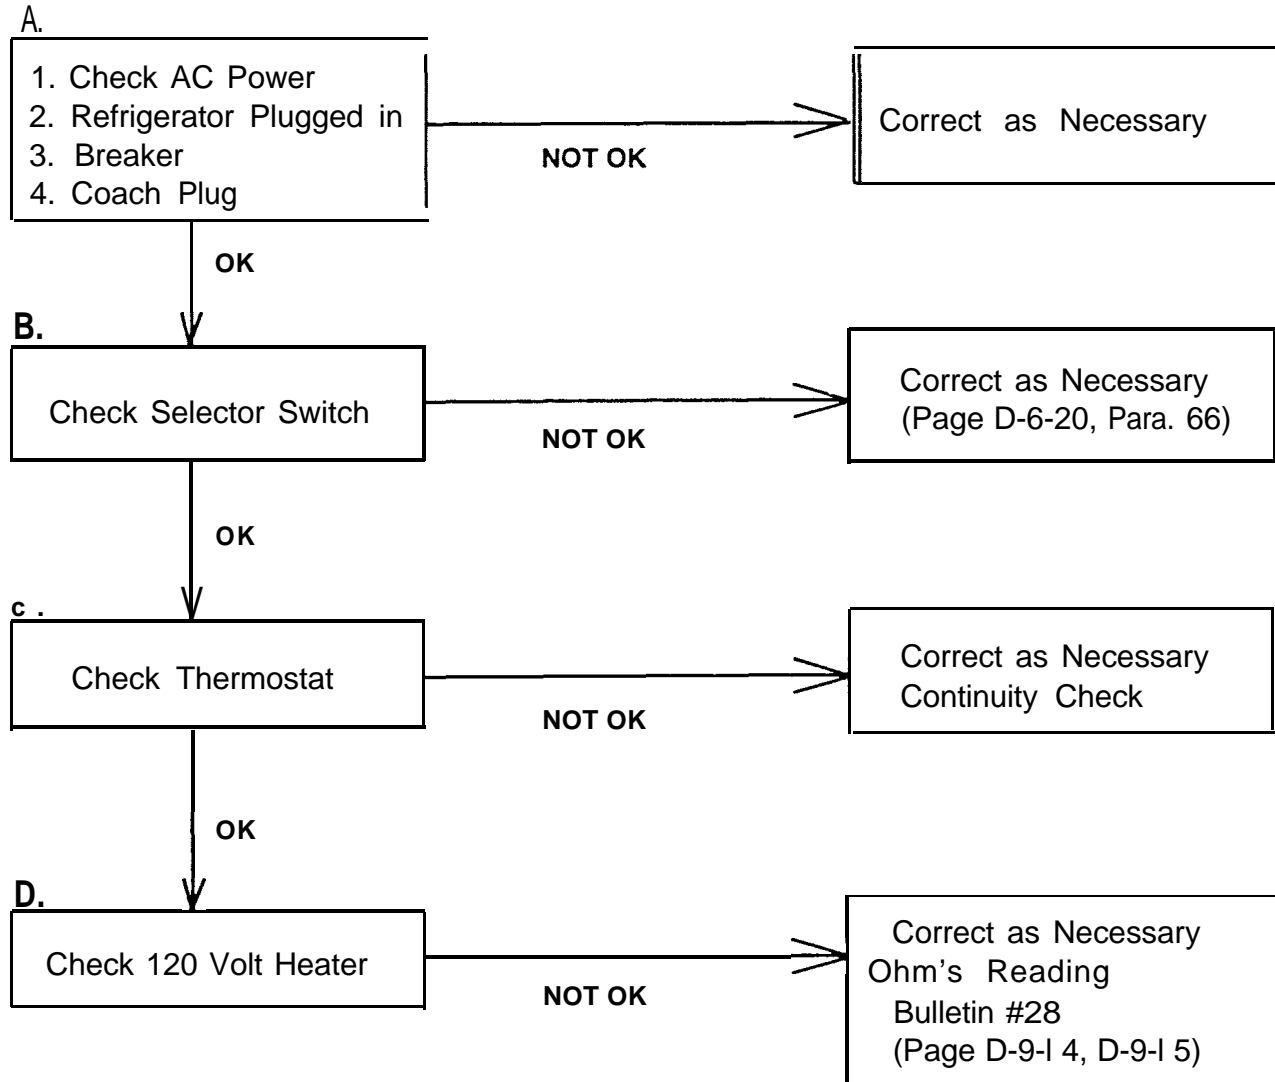 A.
1. Check AC Power
2. Refrigerator Plugged in
3. Breaker
4. Coach Plug
NOT OK
Correct as Necessary
OK
B.
Check Selector Switch
NOT OK
Correct as Necessary
(Page D-6-20, Para. 66)
OK
c .
Check Thermostat
NOT OK
Correct as Necessary
Continuity Check
OK
D.
Check 120 Volt Heater
NOT OK
Correct as Necessary
Ohm's Reading
Bulletin #28
(Page D-9-l 4, D-9-l 5)